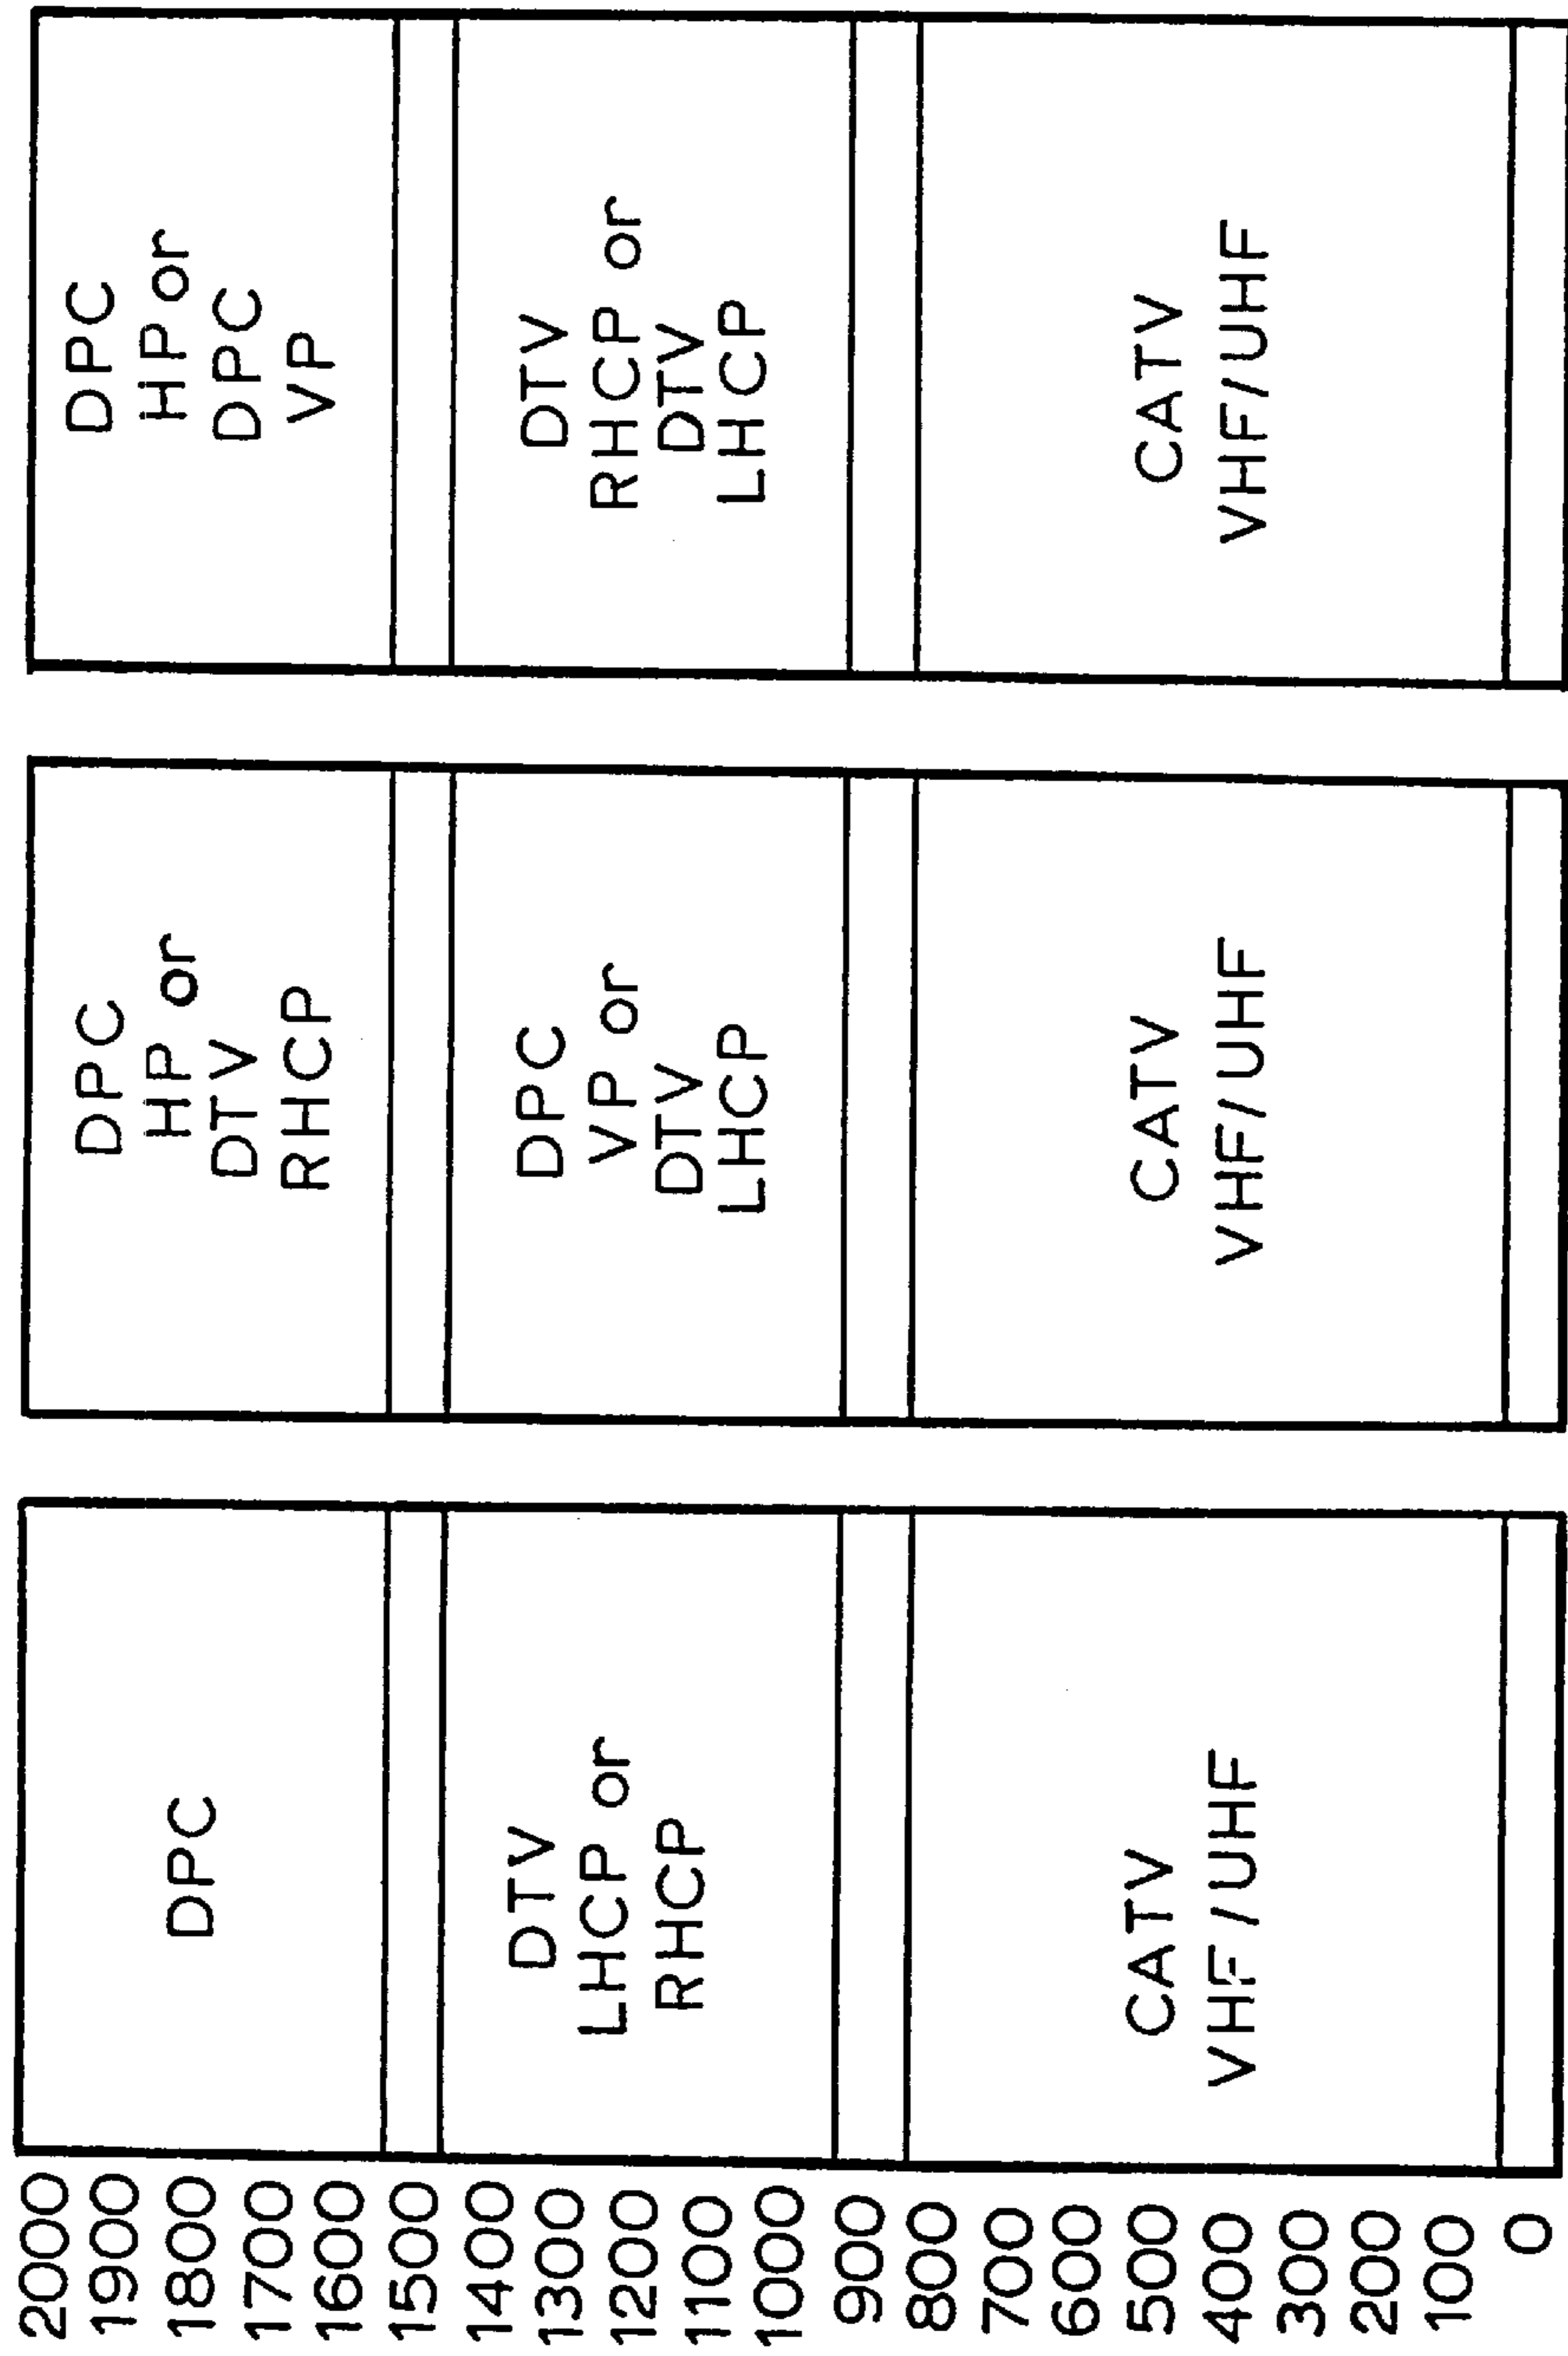 2000
1900
1800
1700
1600
1500
1400
1300
1200
1100
1000
900
800
700
600
500
400
300
200
100
0
DPC
DTV
LHCP or
RHCP
CATV
VHF/UHF
DPC
HP or
DTV
RHCP
DPC
VP or
DTV
LHCP
CATV
VHF/UHF
DPC
HP or
DPC
VP
DTV
RHCP or
DTV
LHCP
CATV
VHF/UHF